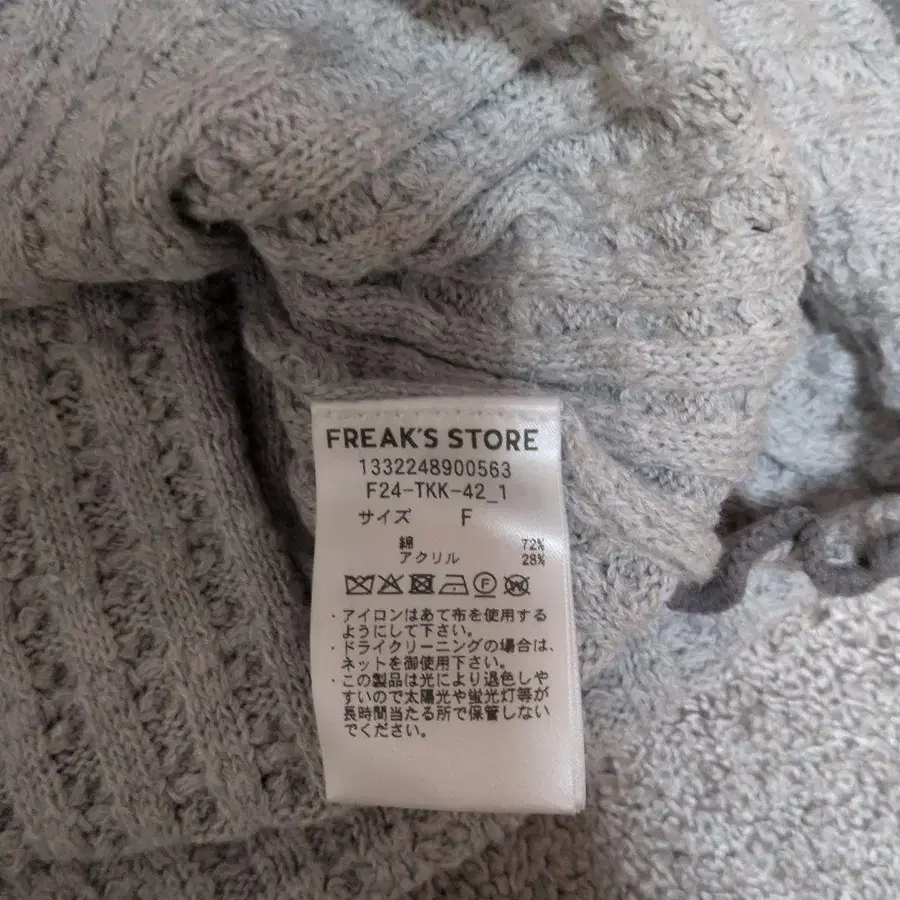 FREAK'S STORE
1332248900563
F24-TKK-42_1
サイズ F
綿 72%
アクリル 28%
・アイロンはあて布を使用する
ようにして下さい。
・ドライクリーニングの場合は、
ネットを御使用下さい。
・この製品は光により退色しや
すいので太陽光や蛍光灯等が
長時間当たる所で保管しない
でください。